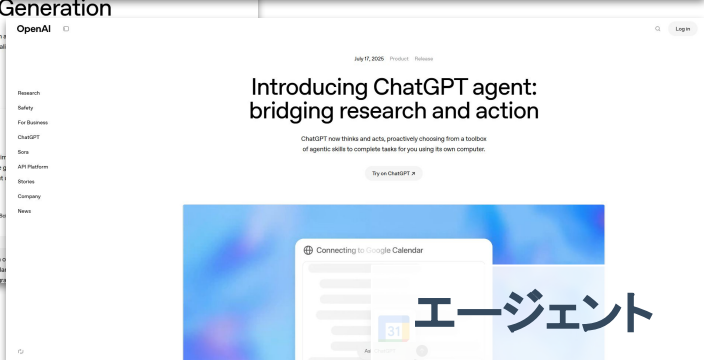 Generation
OpenAI
Log in
July 17, 2025 Product Release
Introducing ChatGPT agent:
bridging research and action
ChatGPT now thinks and acts, proactively choosing from a toolbox
of agentic skills to complete tasks for you using its own computer.
Try on ChatGPT ↗
Research
Safety
For Business
ChatGPT
Sora
API Platform
Stories
Company
News
Connecting to Google Calendar
31
エージェント